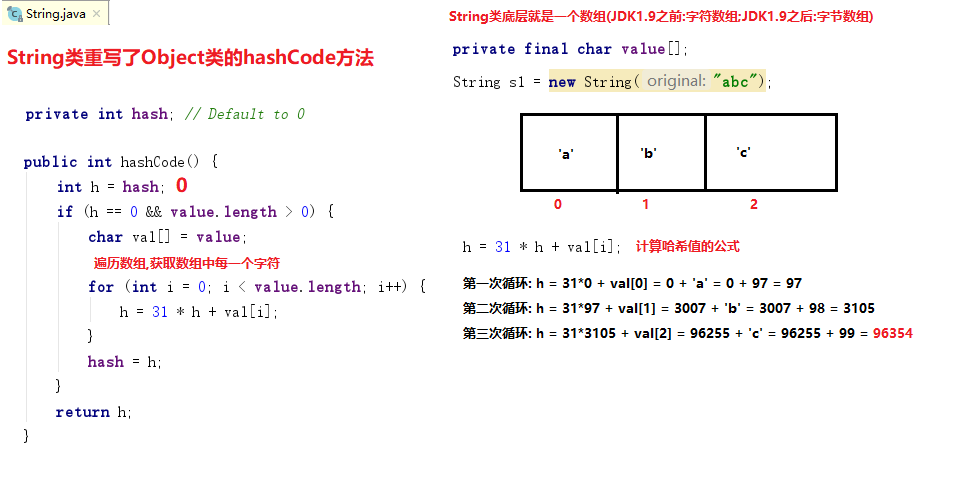 String.java
String类重写了Object类的hashCode方法
private int hash; // Default to 0
public int hashCode() {
int h = hash; 0
if (h == 0 && value.length > 0) {
char val[] = value;
遍历数组,获取数组中每一个字符
for (int i = 0; i < value.length; i++) {
h = 31 * h + val[i];
}
hash = h;
}
return h;
}
String类底层就是一个数组(JDK1.9之前:字符数组;JDK1.9之后:字节数组)
private final char value[];
String s1 = new String( original: "abc");
'a' 'b' 'c'
0 1 2
h = 31 * h + val[i]; 计算哈希值的公式
第一次循环: h = 31*0 + val[0] = 0 + 'a' = 0 + 97 = 97
第二次循环: h = 31*97 + val[1] = 3007 + 'b' = 3007 + 98 = 3105
第三次循环: h = 31*3105 + val[2] = 96255 + 'c' = 96255 + 99 = 96354